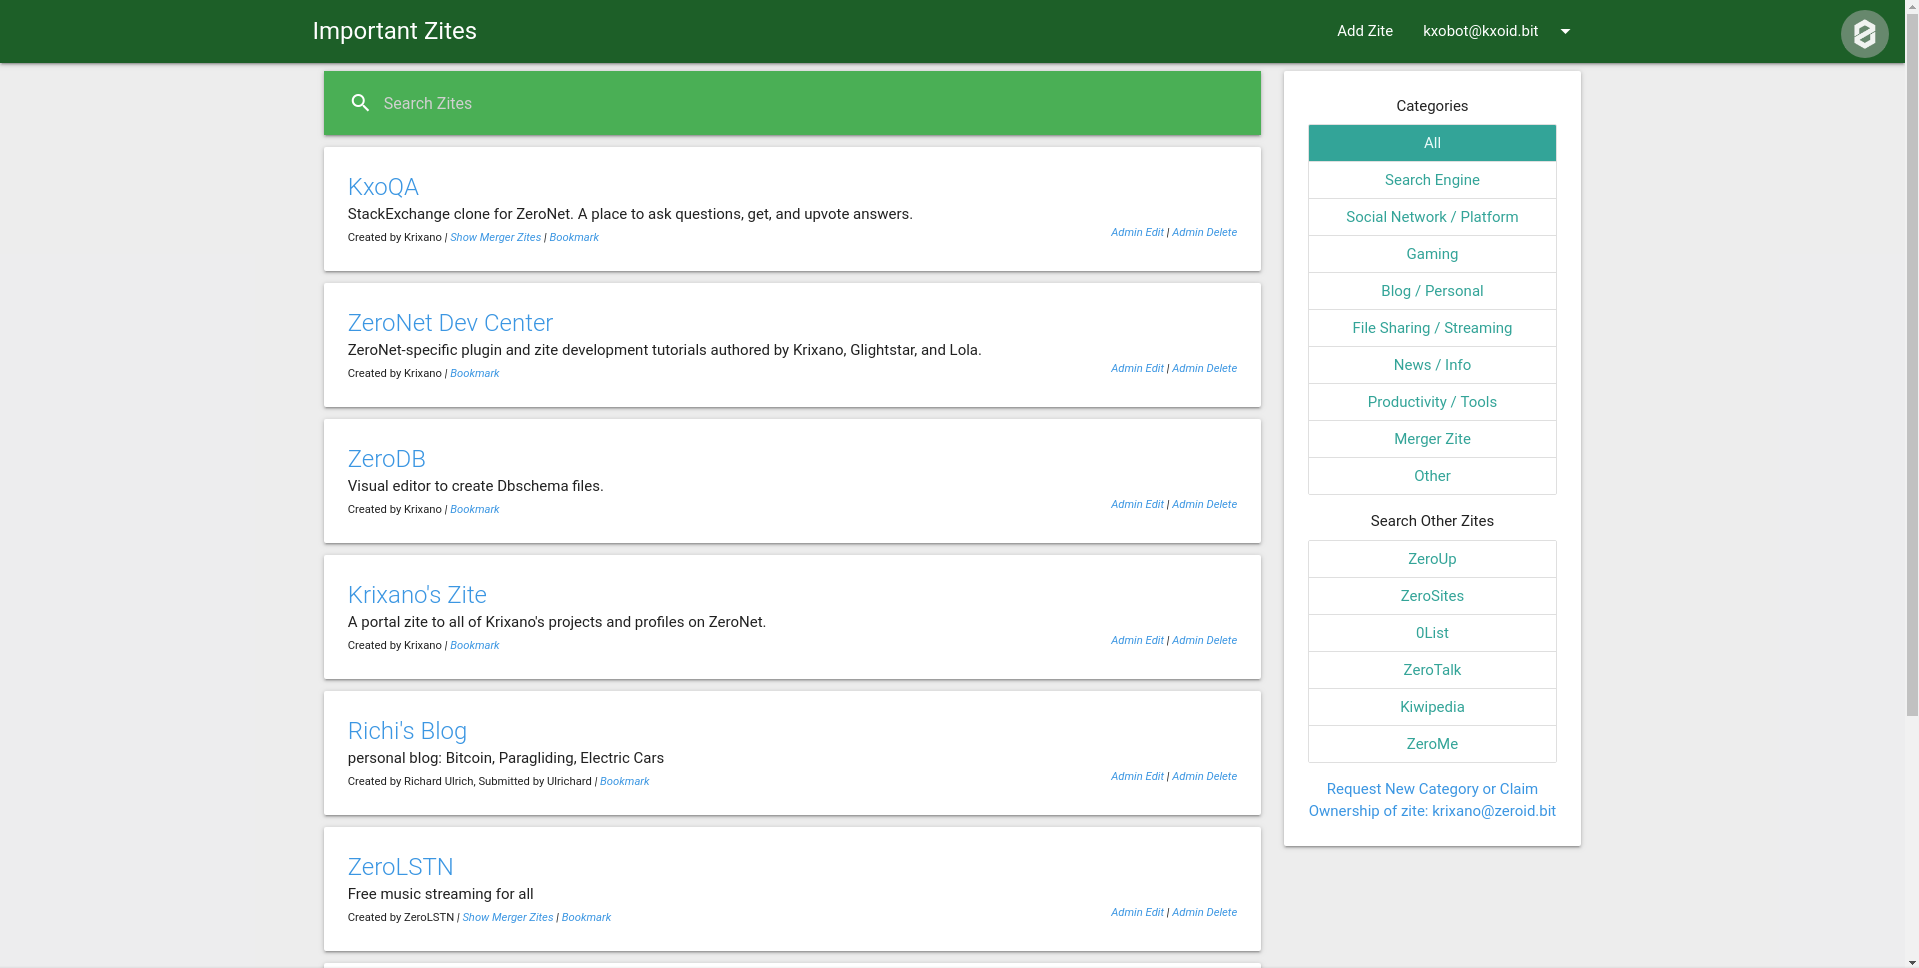 Important Zites
Add Zite
kxobot@kxoid.bit
Search Zites
KxoQA
StackExchange clone for ZeroNet. A place to ask questions, get, and upvote answers.
Created by Krixano | Show Merger Zites | Bookmark
Admin Edit | Admin Delete
ZeroNet Dev Center
ZeroNet-specific plugin and zite development tutorials authored by Krixano, Glightstar, and Lola.
Created by Krixano | Bookmark
Admin Edit | Admin Delete
ZeroDB
Visual editor to create Dbschema files.
Created by Krixano | Bookmark
Admin Edit | Admin Delete
Krixano's Zite
A portal zite to all of Krixano's projects and profiles on ZeroNet.
Created by Krixano | Bookmark
Admin Edit | Admin Delete
Richi's Blog
personal blog: Bitcoin, Paragliding, Electric Cars
Created by Richard Ulrich, Submitted by Ulrichard | Bookmark
Admin Edit | Admin Delete
ZeroLSTN
Free music streaming for all
Created by ZeroLSTN | Show Merger Zites | Bookmark
Admin Edit | Admin Delete
Categories
All
Search Engine
Social Network / Platform
Gaming
Blog / Personal
File Sharing / Streaming
News / Info
Productivity / Tools
Merger Zite
Other
Search Other Zites
ZeroUp
ZeroSites
0List
ZeroTalk
Kiwipedia
ZeroMe
Request New Category or Claim
Ownership of zite: krixano@zeroid.bit